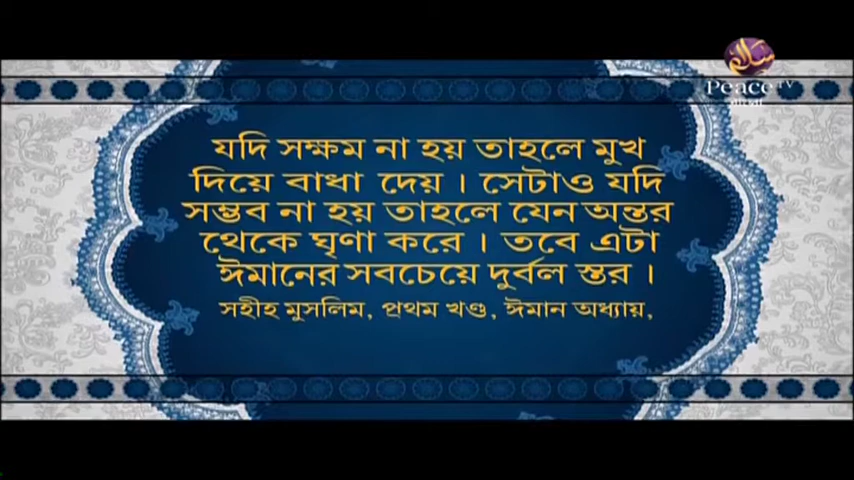 سلام
Peace TV
বাংলা
যদি সক্ষম না হয় তাহলে মুখ
দিয়ে বাধা দেয় । সেটাও যদি
সম্ভব না হয় তাহলে যেন অন্তর
থেকে ঘৃণা করে । তবে এটা
ঈমানের সবচেয়ে দুর্বল স্তর ।
সহীহ মুসলিম, প্রথম খণ্ড, ঈমান অধ্যায়,